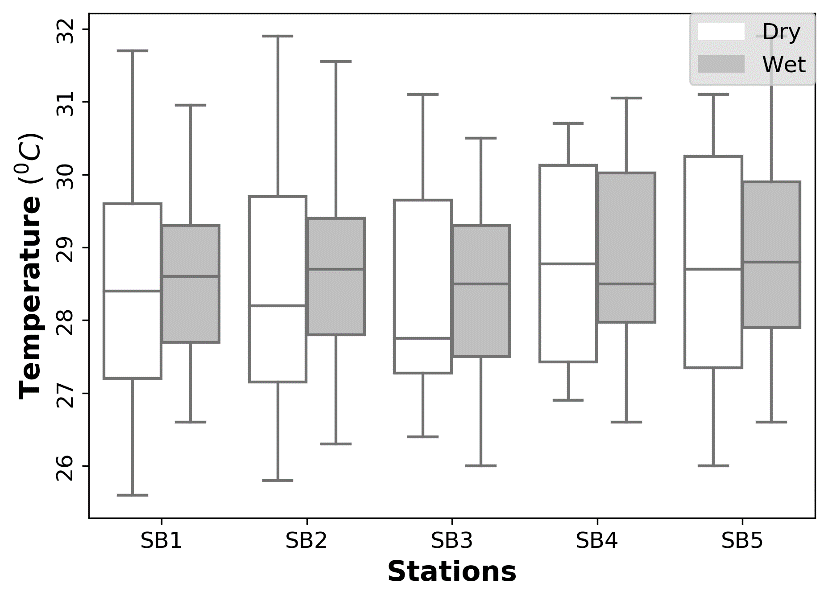 Dry
Wet
32
31
30
29
28
27
26
Temperature (⁰C)
SB1 SB2 SB3 SB4 SB5
Stations